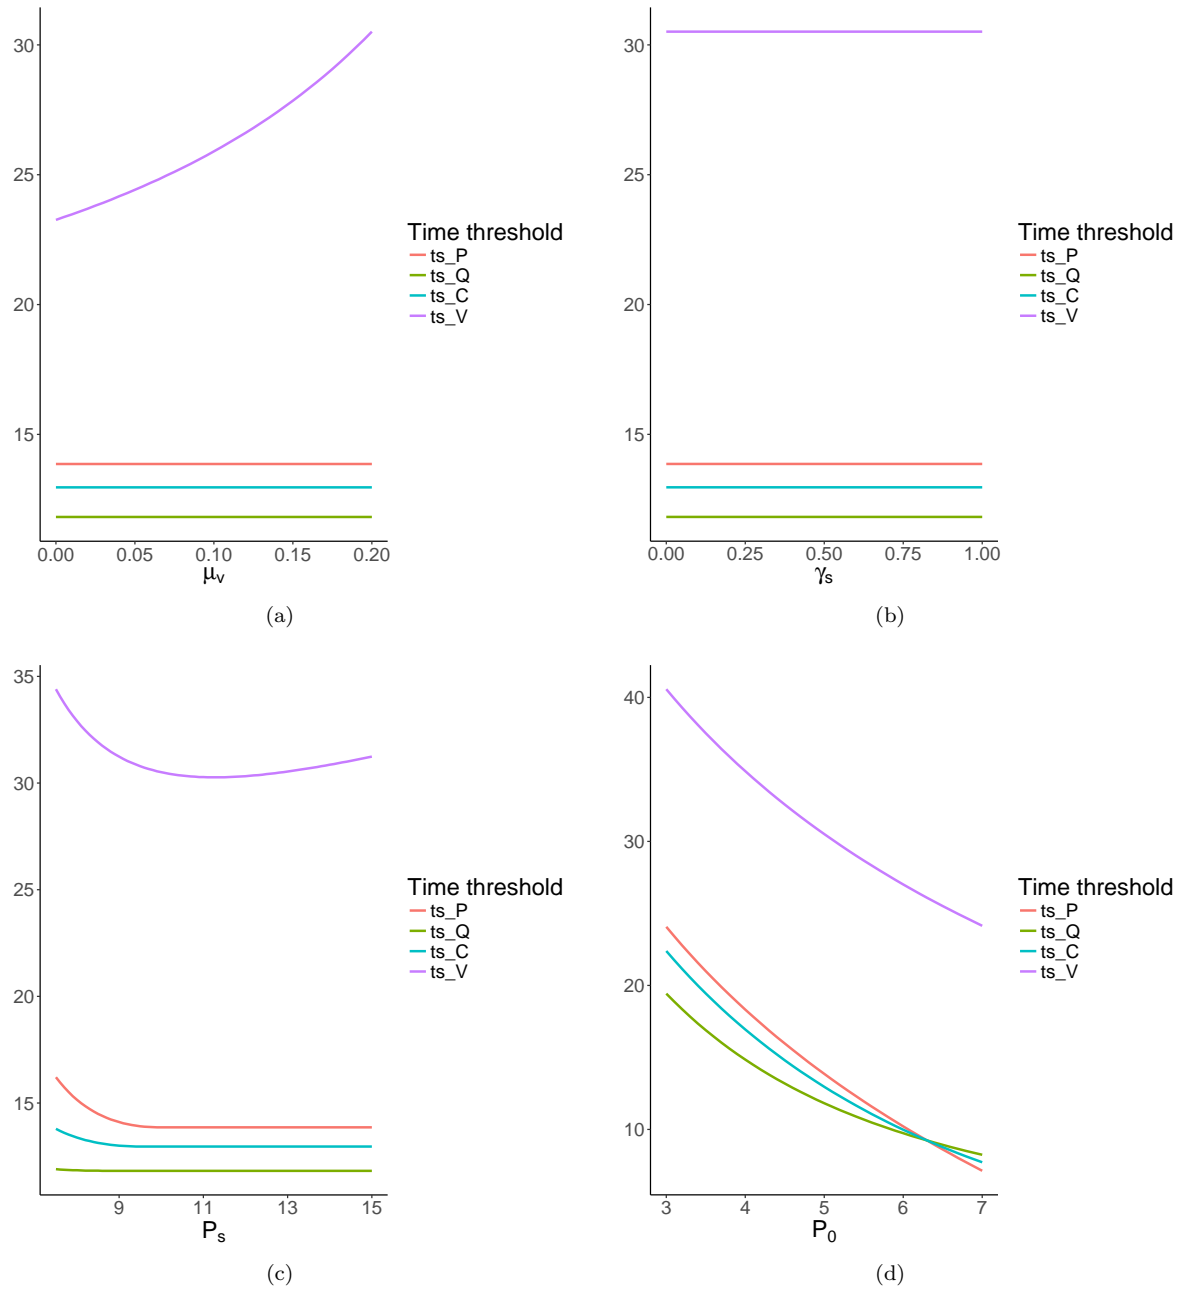 30
25
20
15
0.00 0.05 0.10 0.15 0.20
μv
Time threshold
ts_P
ts_Q
ts_C
ts_V
(a)
30
25
20
15
0.00 0.25 0.50 0.75 1.00
γs
Time threshold
ts_P
ts_Q
ts_C
ts_V
(b)
35
30
25
20
15
9 11 13 15
Ps
Time threshold
ts_P
ts_Q
ts_C
ts_V
(c)
40
30
20
10
3 4 5 6 7
P0
Time threshold
ts_P
ts_Q
ts_C
ts_V
(d)